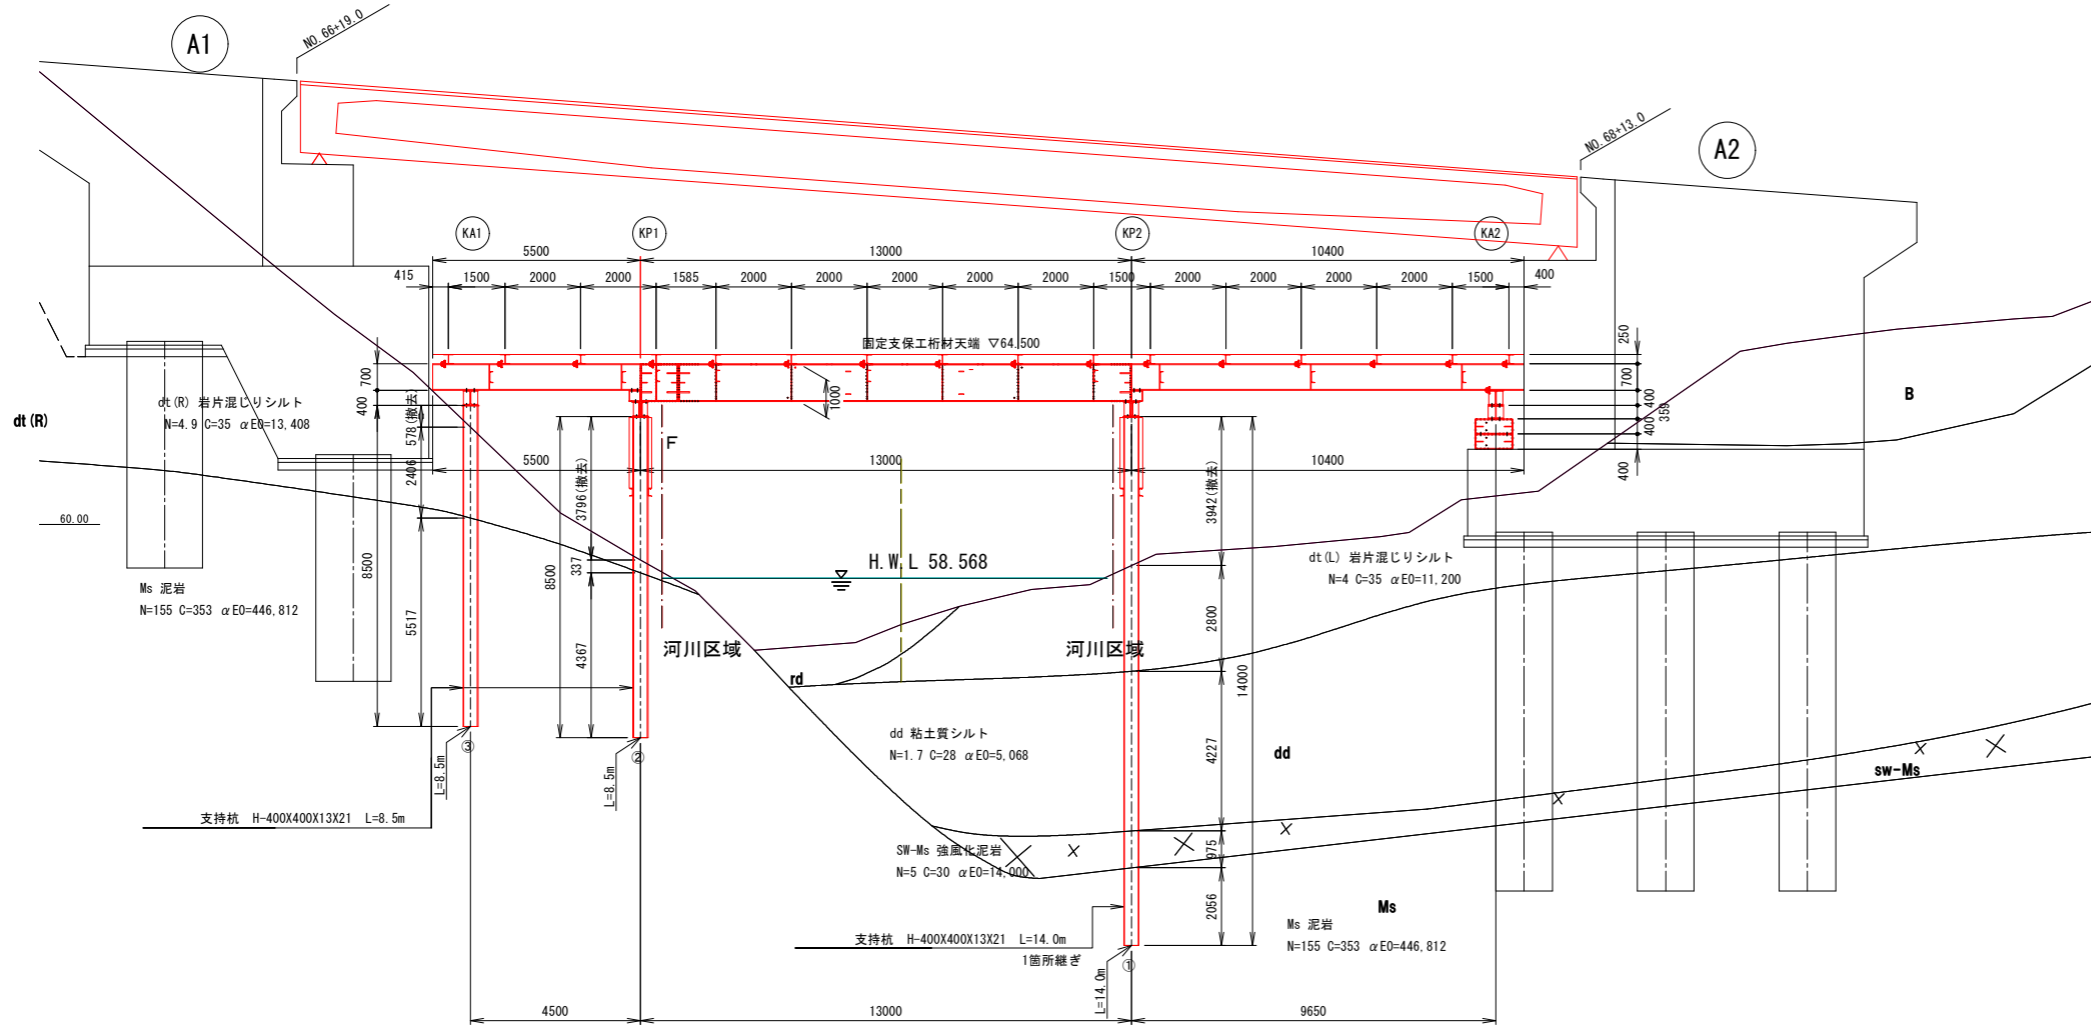 A1
NO.66+19.0
NO.68+13.0
A2
KA1
KP1
KP2
KA2
5500
13000
10400
415
1500
2000
2000
1585
2000
2000
2000
2000
2000
1500
2000
2000
2000
2000
1500
400
固定支保工桁材天端 ▽64.500
250
700
400
359
400
400
700
400
578(撤去)
2406
8500
5517
1000
dt(R) 岩片混じりシルト
N=4.9 C=35 αE0=13,408
dt(R)
B
F
5500
13000
10400
60.00
8500
3796(撤去)
337
4367
3942(撤去)
2800
14000
4227
975
2056
H.W.L 58.568
dt(L) 岩片混じりシルト
N=4 C=35 αE0=11,200
Ms 泥岩
N=155 C=353 αE0=446,812
河川区域
河川区域
rd
dd 粘土質シルト
N=1.7 C=28 αE0=5,068
dd
sw-Ms
L=8.5m
③
L=8.5m
②
支持杭 H-400X400X13X21 L=8.5m
SW-Ms 強風化泥岩
N=5 C=30 αE0=14,000
Ms
Ms 泥岩
N=155 C=353 αE0=446,812
支持杭 H-400X400X13X21 L=14.0m
1箇所継ぎ
①
L=14.0m
4500
13000
9650